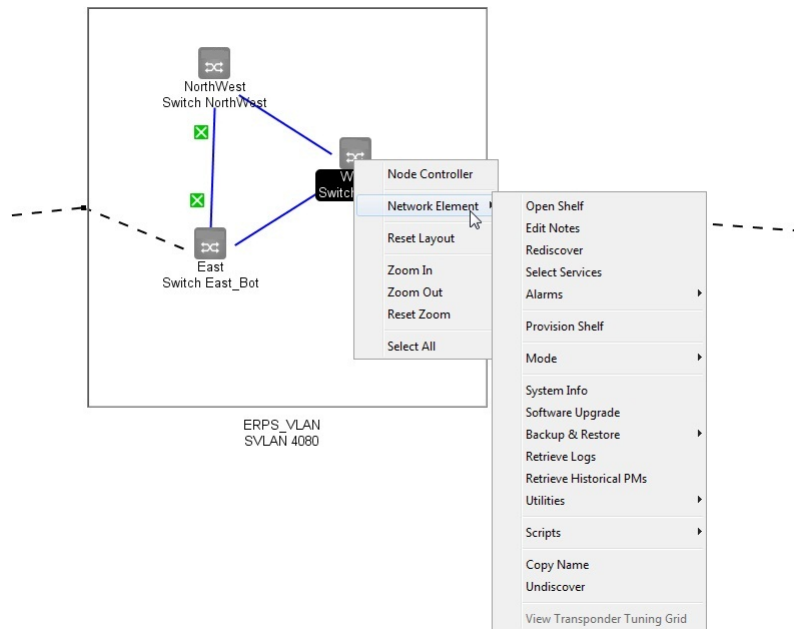 NorthWest
Switch NorthWest
East
Switch East_Bot
ERPS_VLAN
SVLAN 4080
Node Controller
Network Element
Reset Layout
Zoom In
Zoom Out
Reset Zoom
Select All
Open Shelf
Edit Notes
Rediscover
Select Services
Alarms
Provision Shelf
Mode
System Info
Software Upgrade
Backup & Restore
Retrieve Logs
Retrieve Historical PMs
Utilities
Scripts
Copy Name
Undiscover
View Transponder Tuning Grid